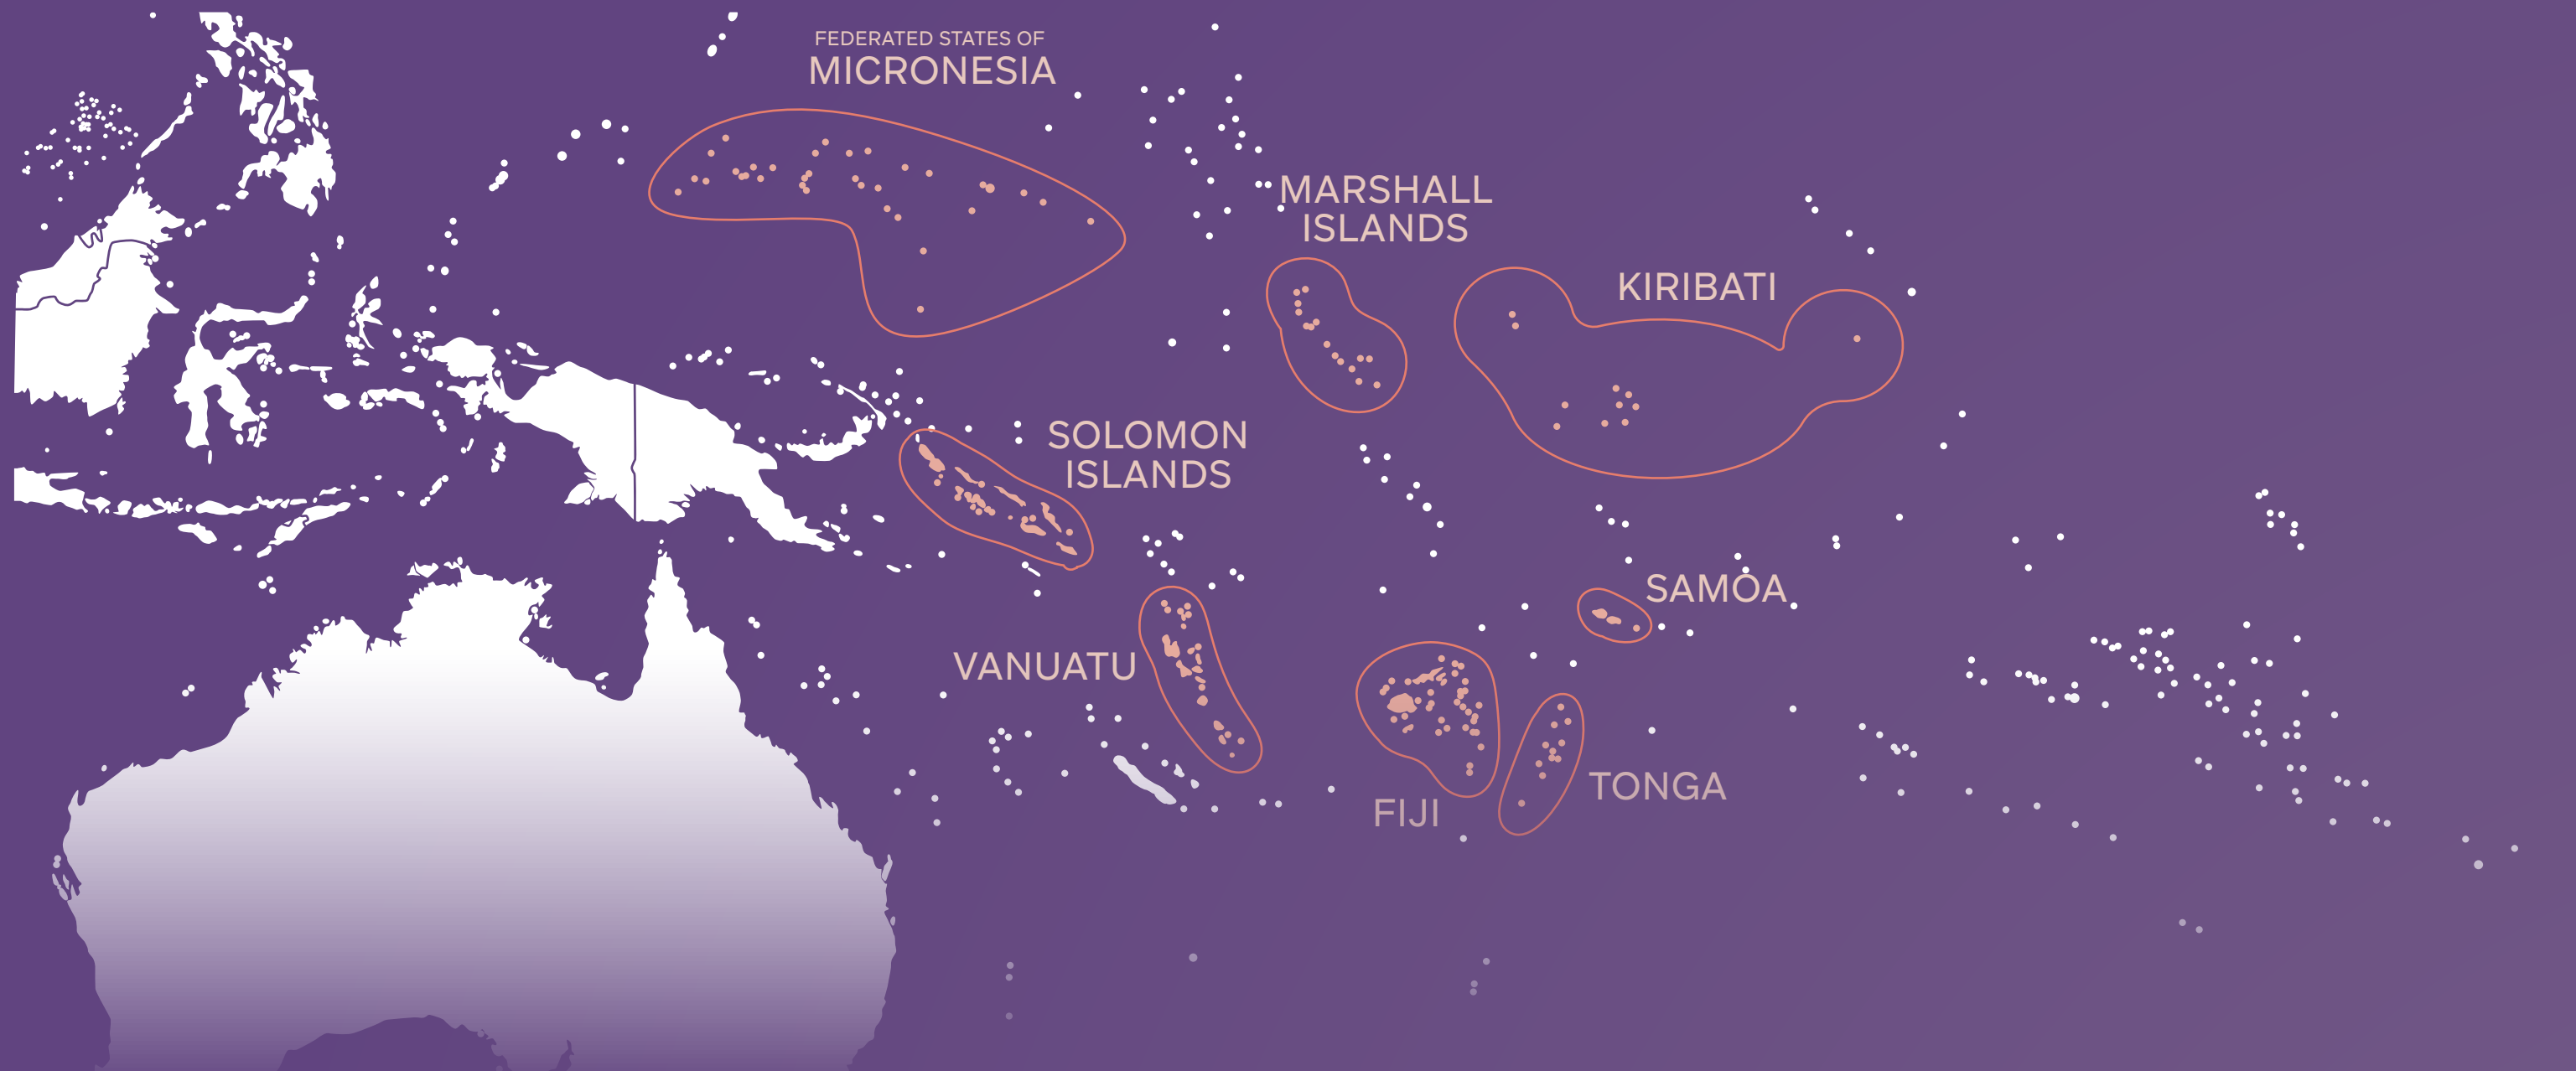 FEDERATED STATES OF
MICRONESIA
MARSHALL
ISLANDS
KIRIBATI
SOLOMON
ISLANDS
SAMOA
VANUATU
TONGA
FIJI